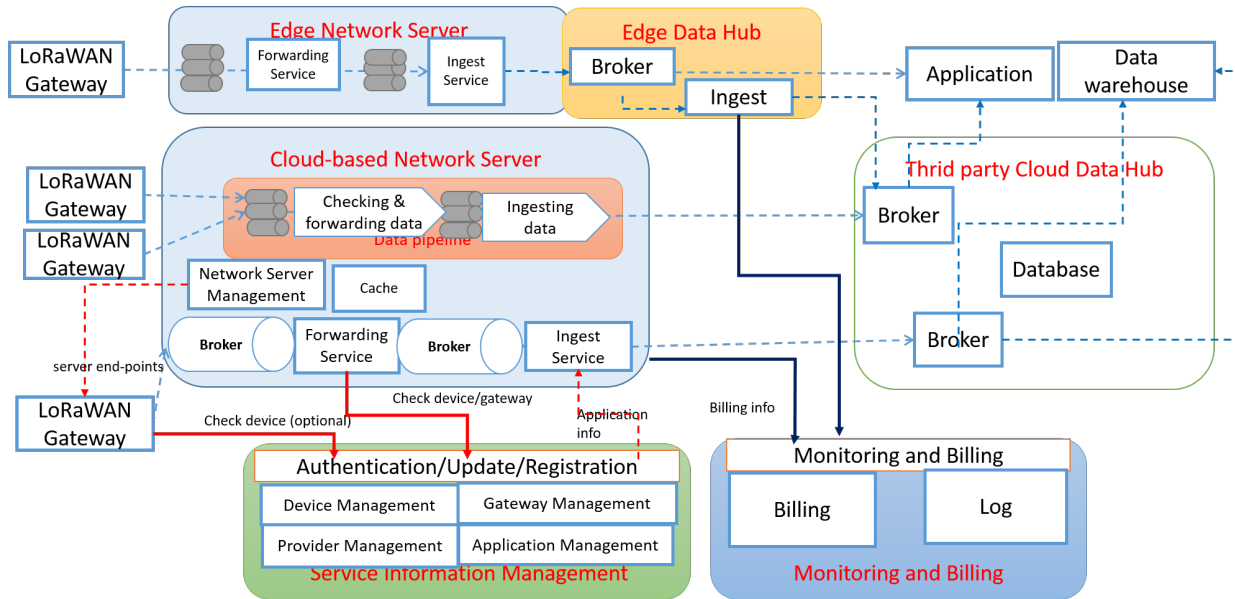 Edge Network Server
Edge Data Hub
LoRaWAN
Gateway
Forwarding
Service
Ingest
Service
Broker
Ingest
Application
Data
warehouse
Cloud-based Network Server
Thrid party Cloud Data Hub
LoRaWAN
Gateway
LoRaWAN
Gateway
Checking &
forwarding data
Ingesting
data
Data pipeline
Broker
Database
Network Server
Management
Cache
Broker
Forwarding
Service
Broker
Ingest
Service
Broker
server end-points
LoRaWAN
Gateway
Check device (optional)
Check device/gateway
Application
info
Billing info
Authentication/Update/Registration
Device Management
Gateway Management
Provider Management
Application Management
Service Information Management
Monitoring and Billing
Billing
Log
Monitoring and Billing